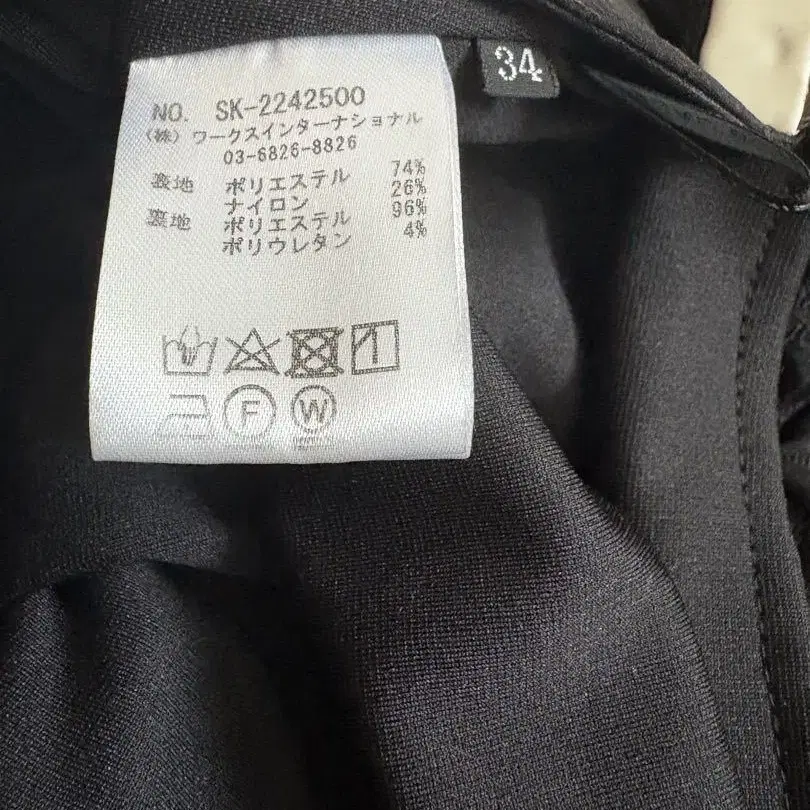 34
NO. SK-2242500
(株) ワークスインターナショナル
03-6826-8826
裏地 ポリエステル 74%
ナイロン 26%
裏地 ポリエステル 96%
ポリウレタン 4%
F W